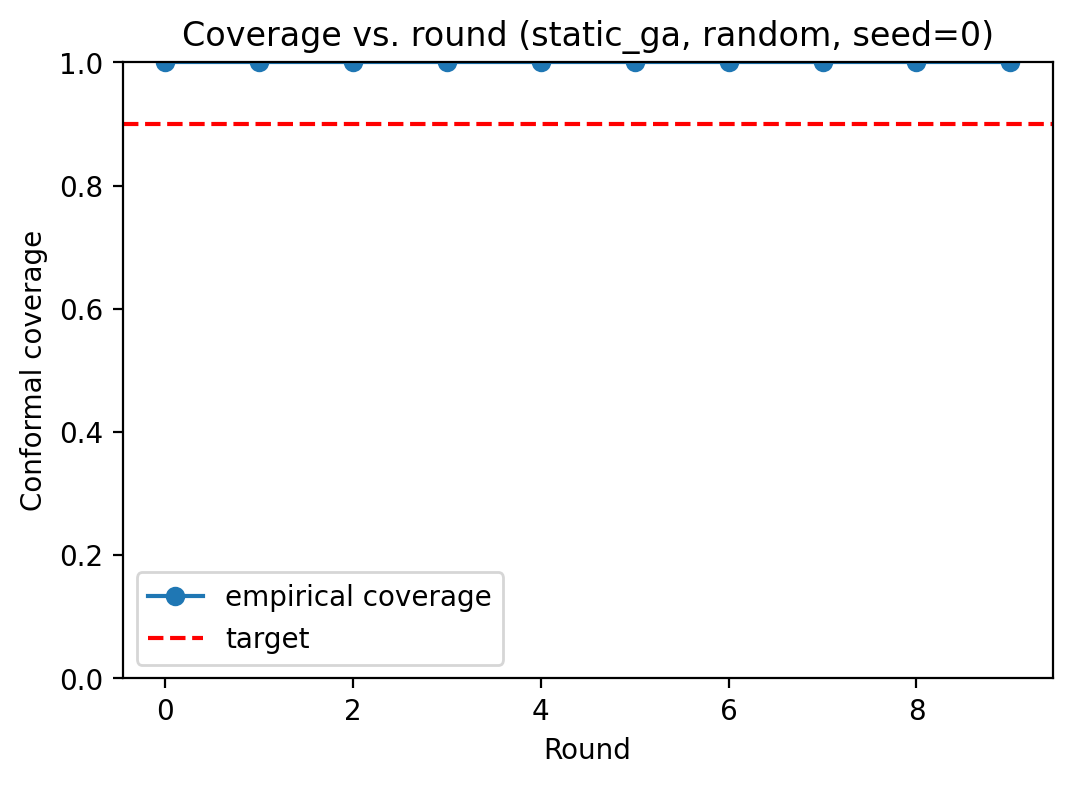 Coverage vs. round (static_ga, random, seed=0)
1.0
0.8
0.6
0.4
0.2
0.0
Conformal coverage
empirical coverage
target
0 2 4 6 8
Round